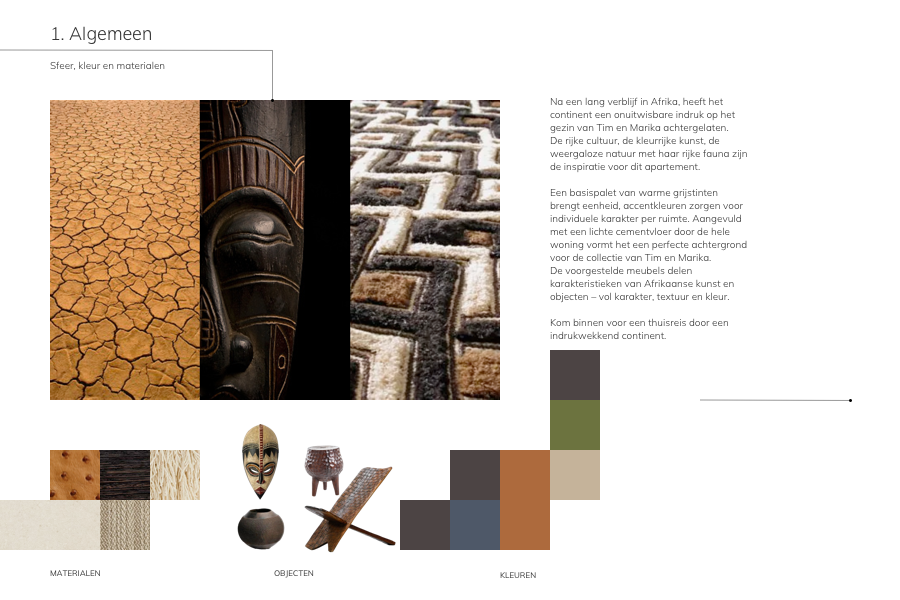 1. Algemeen
Sfeer, kleur en materialen
Na een lang verblijf in Afrika, heeft het
continent een onuitwisbare indruk op het
gezin van Tim en Marika achtergelaten.
De rijke cultuur, de kleurrijke kunst, de
weergaloze natuur met haar rijke fauna zijn
de inspiratie voor dit apartement.
Een basispalet van warme grijstinten
brengt eenheid, accentkleuren zorgen voor
individuele karakter per ruimte. Aangevuld
met een lichte cementvloer door de hele
woning vormt het een perfecte achtergrond
voor de collectie van Tim en Marika.
De voorgestelde meubels delen
karakteristieken van Afrikaanse kunst en
objecten – vol karakter, textuur en kleur.
Kom binnen voor een thuisreis door een
indrukwekkend continent.
MATERIALEN
OBJECTEN
KLEUREN